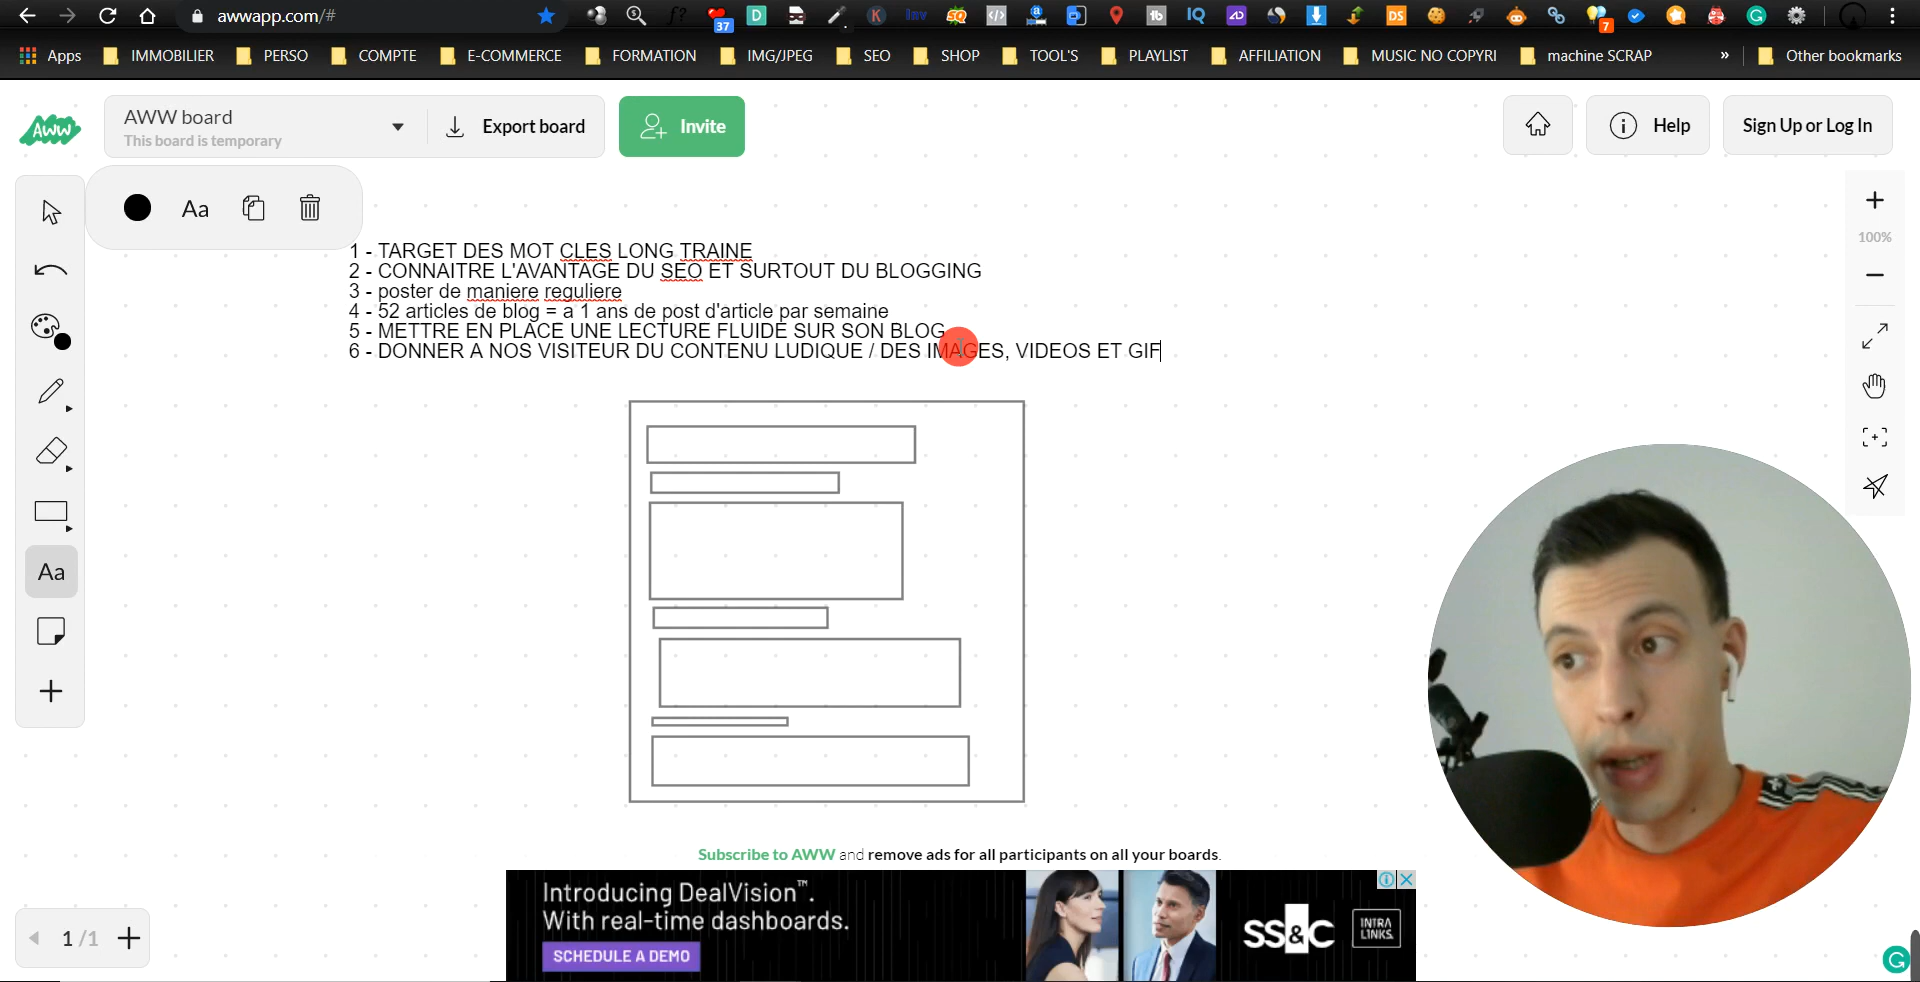 awwapp.com/#
37
7
Apps IMMOBILIER PERSO COMPTE E-COMMERCE FORMATION IMG/JPEG SEO SHOP TOOL'S PLAYLIST AFFILIATION MUSIC NO COPYRI machine SCRAP » Other bookmarks
AWW
AWW board
This board is temporary
Export board
Invite
Help
Sign Up or Log In
Aa
100%
1 - TARGET DES MOT CLES LONG TRAINE
2 - CONNAITRE L'AVANTAGE DU SEO ET SURTOUT DU BLOGGING
3 - poster de maniere reguliere
4 - 52 articles de blog = a 1 ans de post d'article par semaine
5 - METTRE EN PLACE UNE LECTURE FLUIDE SUR SON BLOG
6 - DONNER A NOS VISITEUR DU CONTENU LUDIQUE / DES IMAGES, VIDEOS ET GIF
Aa
Subscribe to AWW and remove ads for all participants on all your boards.
Introducing DealVision™.
With real-time dashboards.
SCHEDULE A DEMO
SS&C
INTRA
LINKS
1 /1